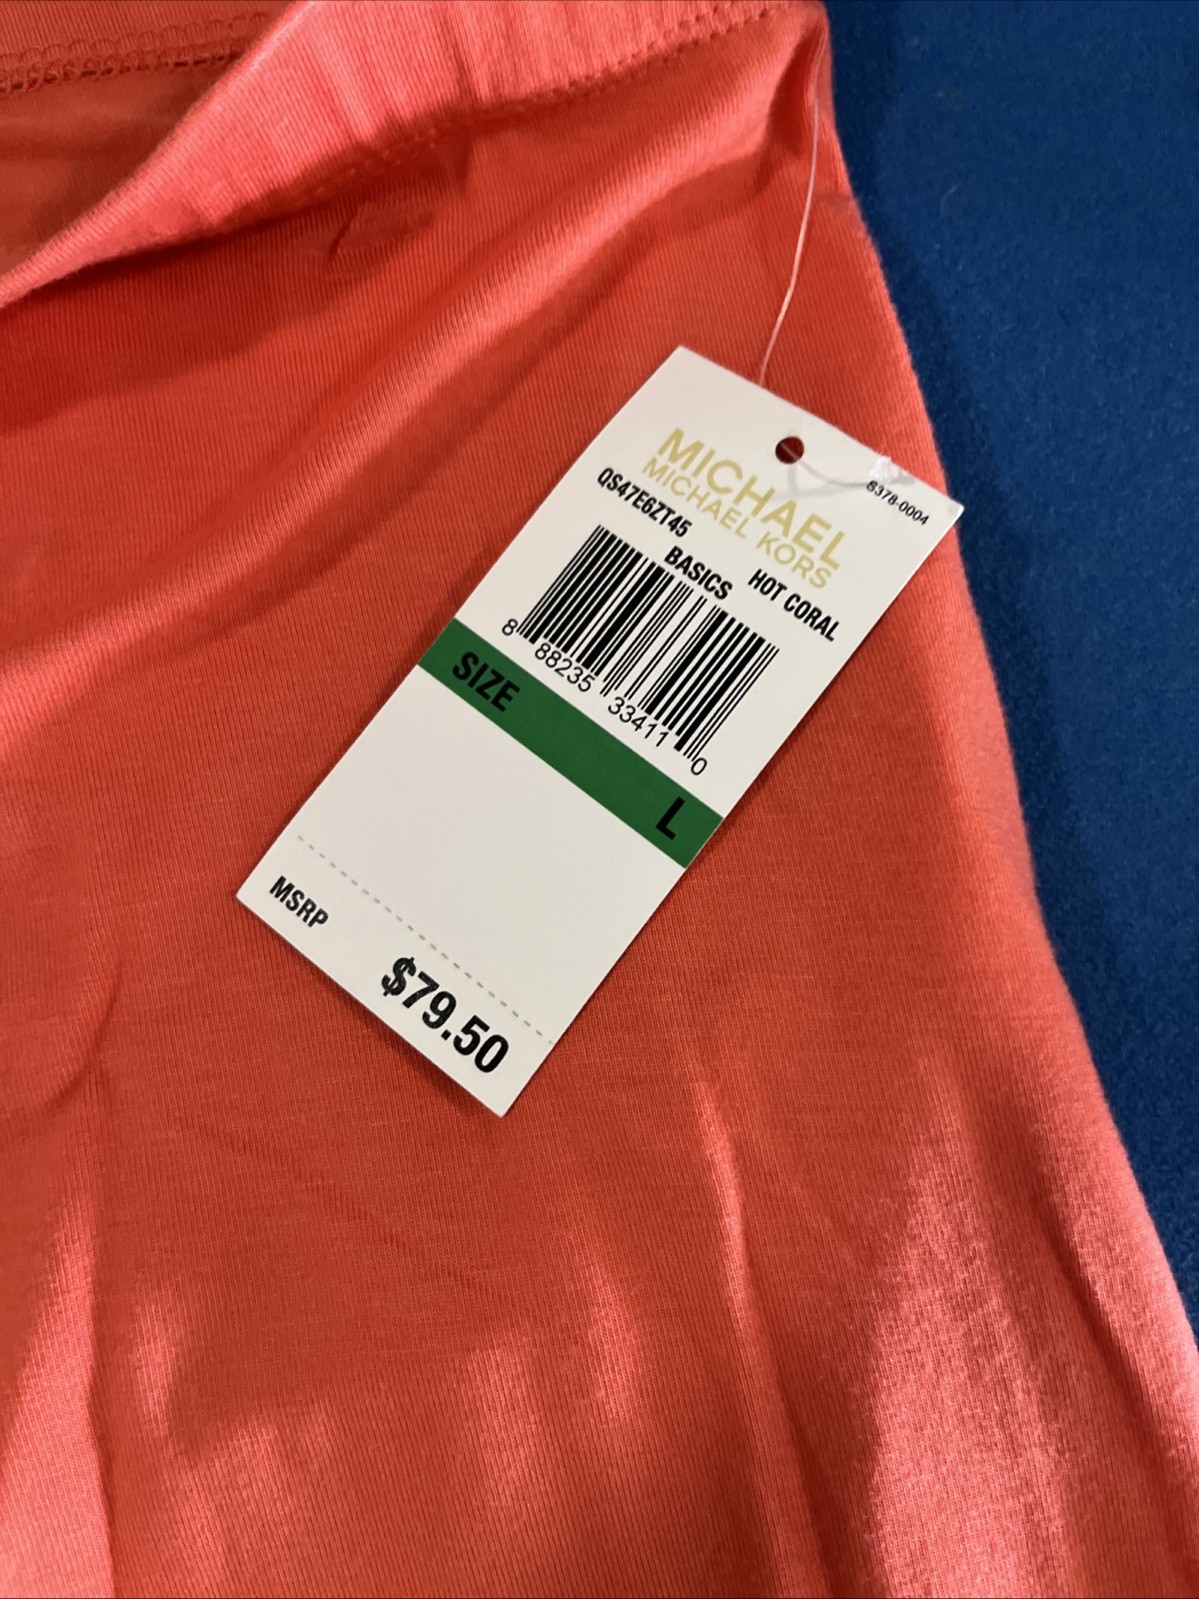 8378-0004
MICHAEL
MICHAEL KORS
QS47E6ZT45
BASICS HOT CORAL
8 88235 33411 0
SIZE L
MSRP
$79.50